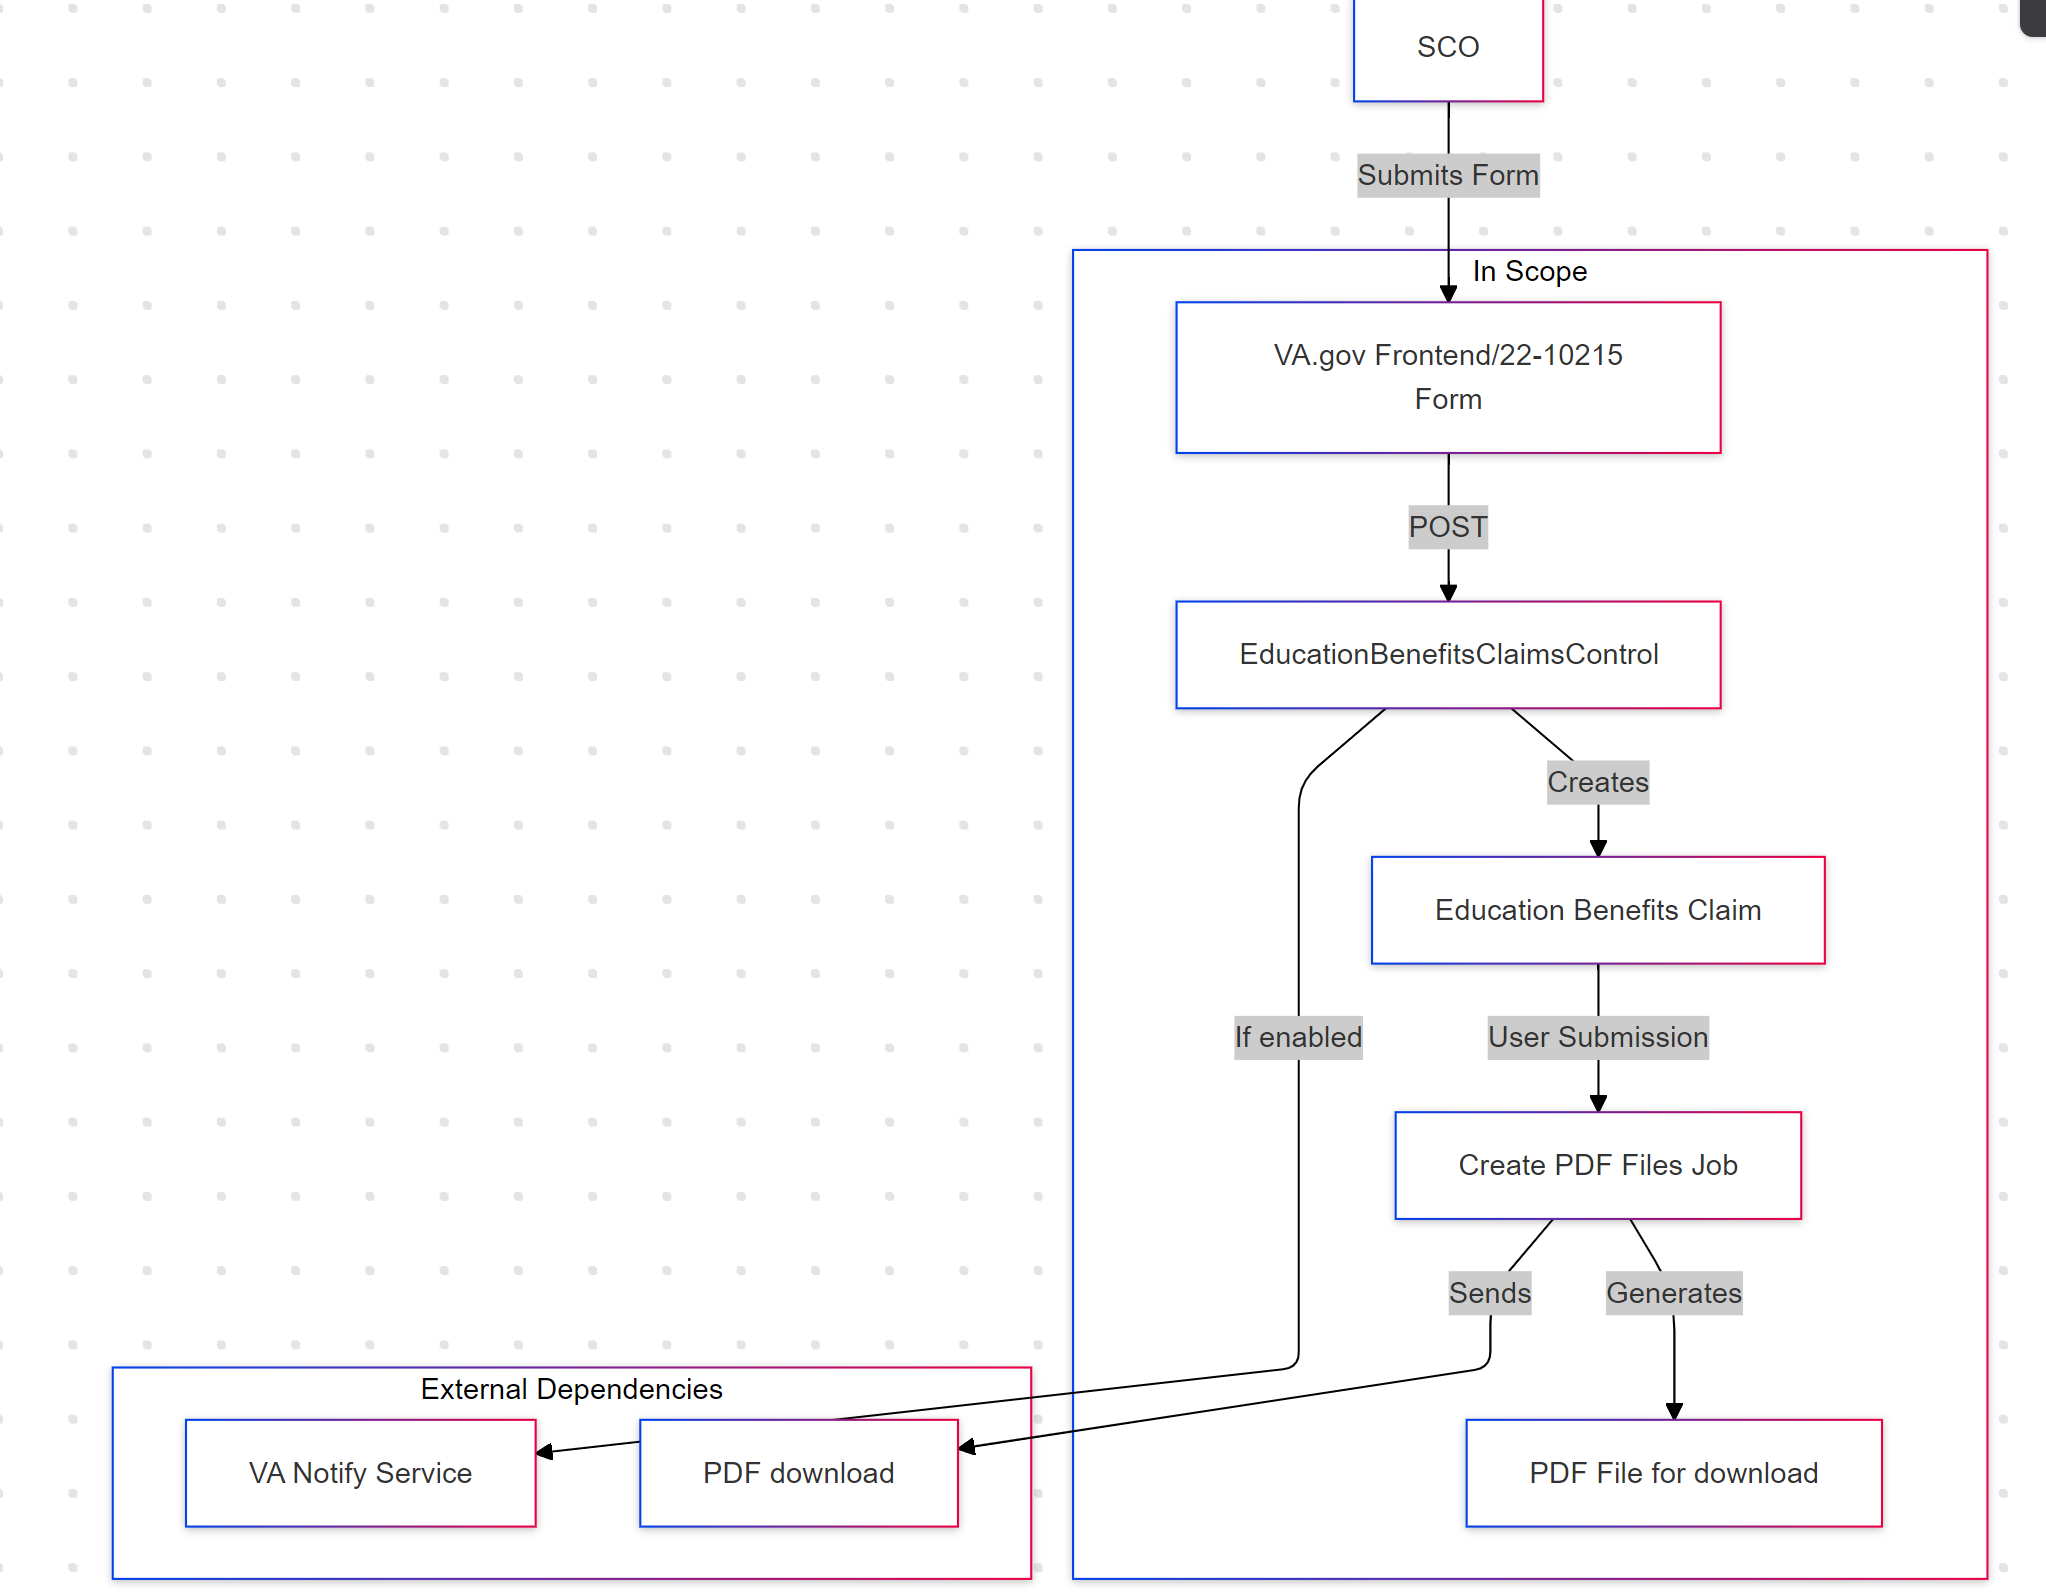 SCO
Submits Form
In Scope
VA.gov Frontend/22-10215
Form
POST
EducationBenefitsClaimsControl
Creates
Education Benefits Claim
If enabled
User Submission
Create PDF Files Job
Sends
Generates
External Dependencies
VA Notify Service
PDF download
PDF File for download